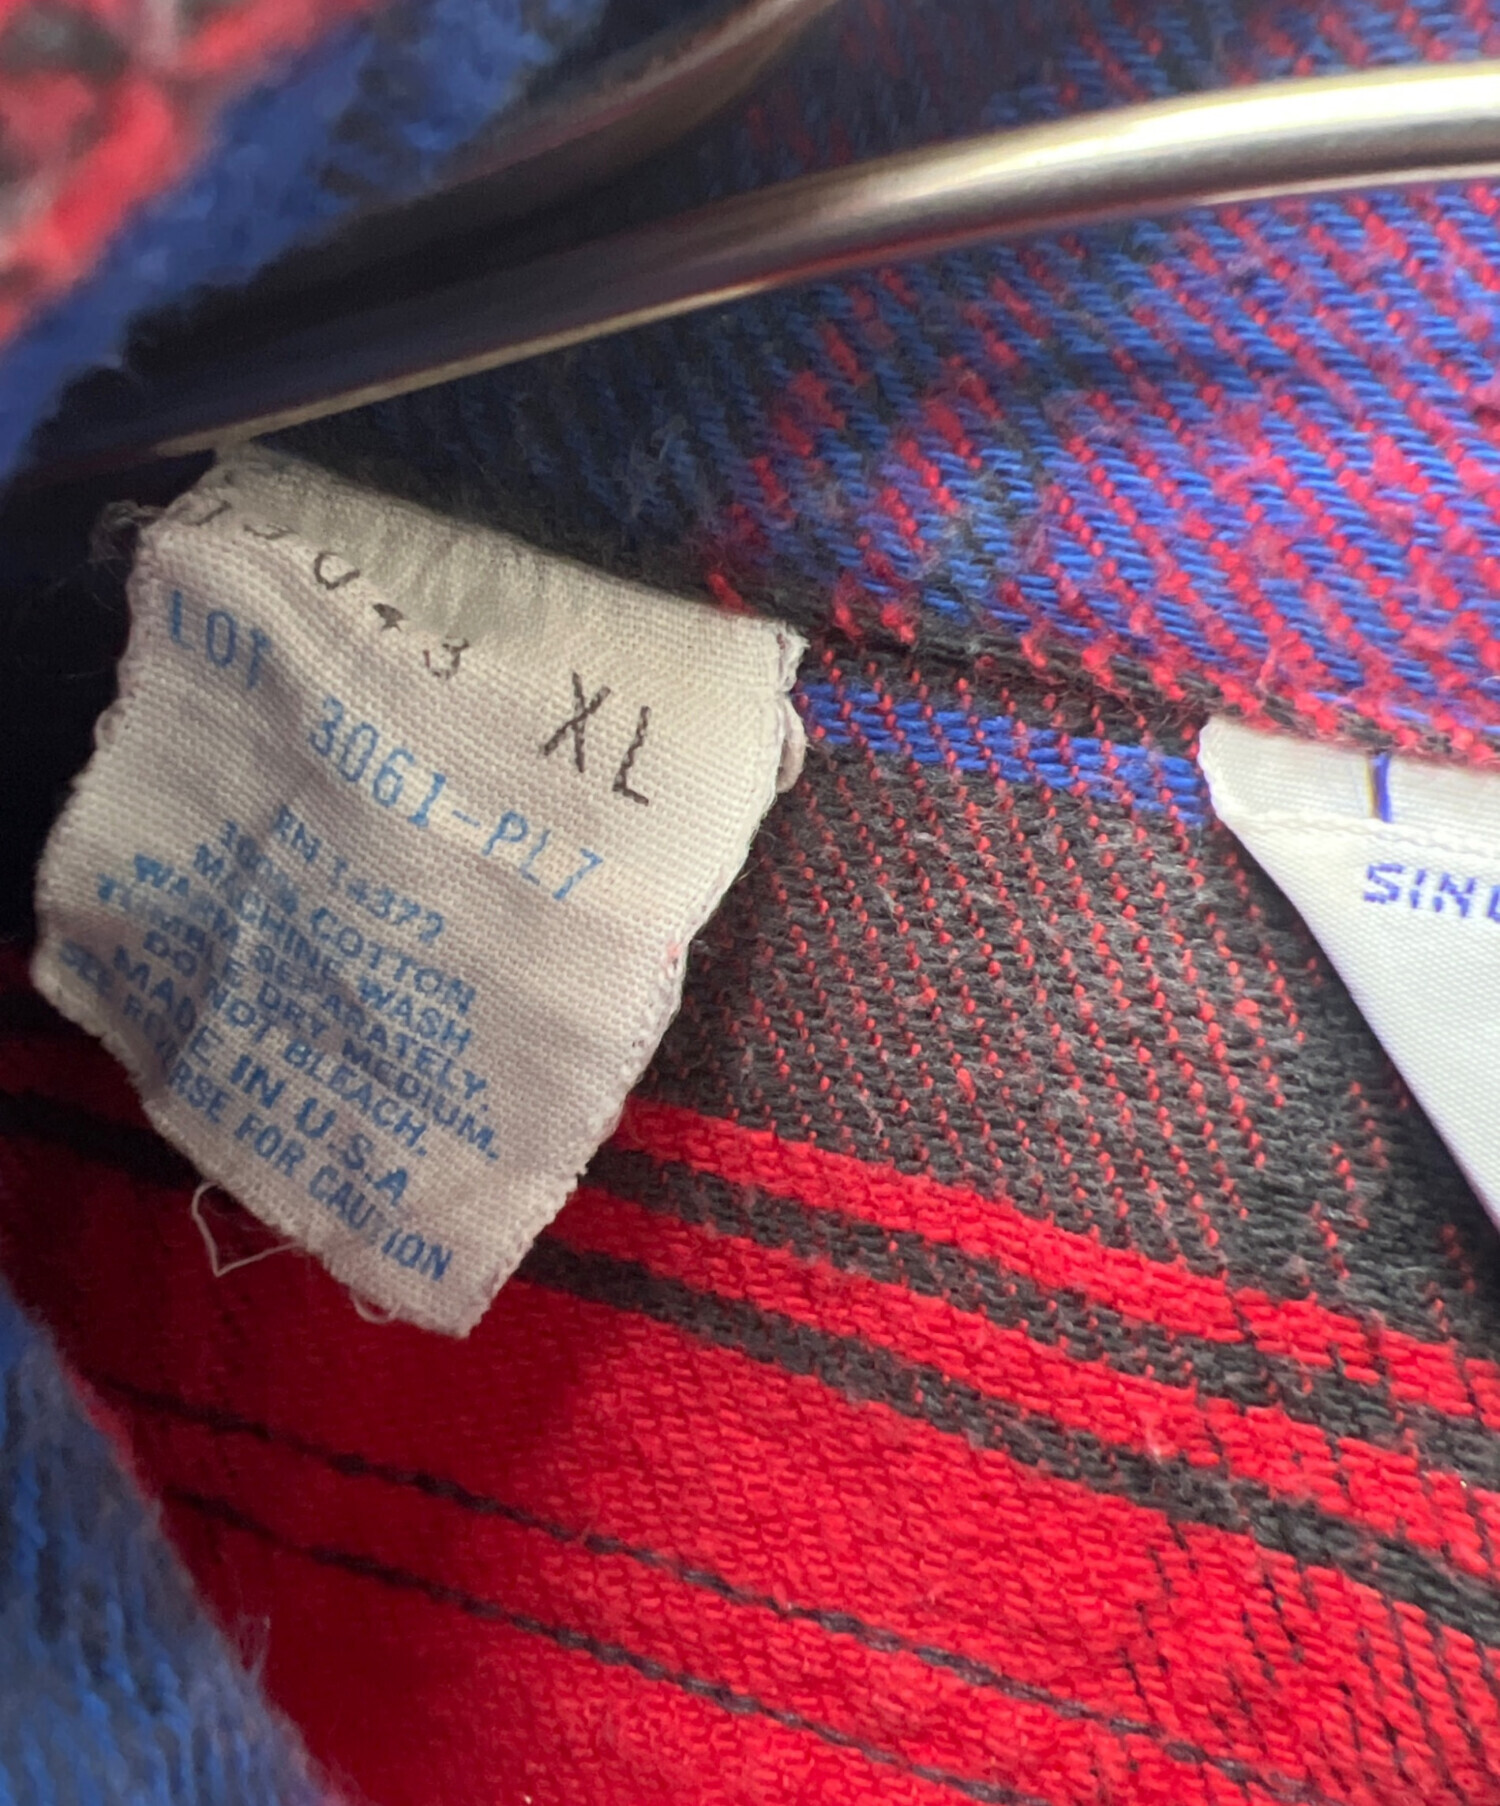 XL
LOT 3061-PL7
RN 14372
100% COTTON
MACHINE WASH
WARM SEPARATELY.
TUMBLE DRY MEDIUM.
DO NOT BLEACH.
MADE IN U.S.A
SEE REVERSE FOR CAUTION